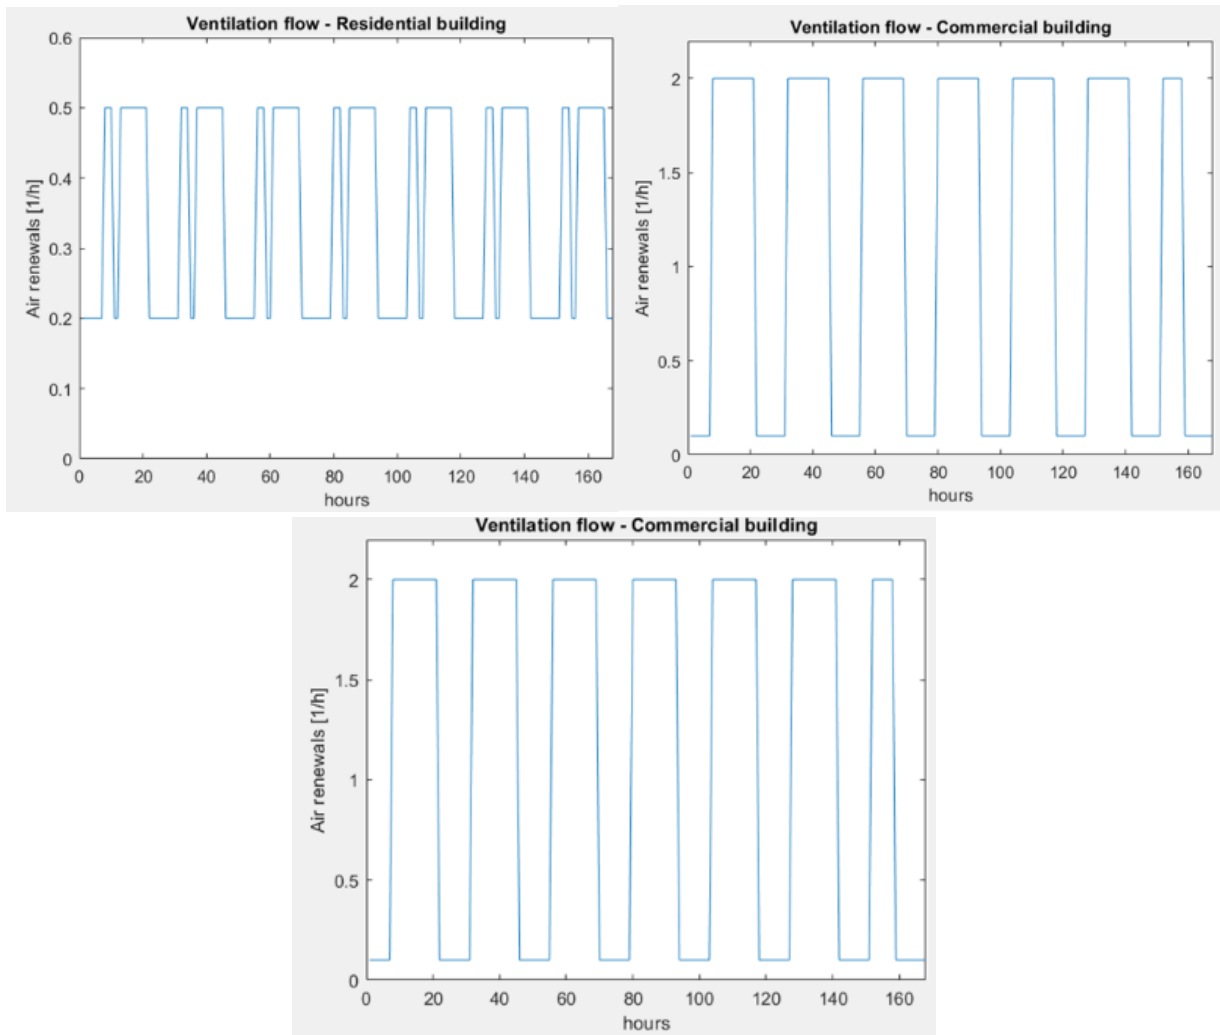 Ventilation flow - Residential building
0.6
0.5
0.4
0.3
0.2
0.1
0
Air renewals [1/h]
0 20 40 60 80 100 120 140 160
hours
Ventilation flow - Commercial building
2
1.5
1
0.5
0
Air renewals [1/h]
0 20 40 60 80 100 120 140 160
hours
Ventilation flow - Commercial building
2
1.5
1
0.5
0
Air renewals [1/h]
0 20 40 60 80 100 120 140 160
hours